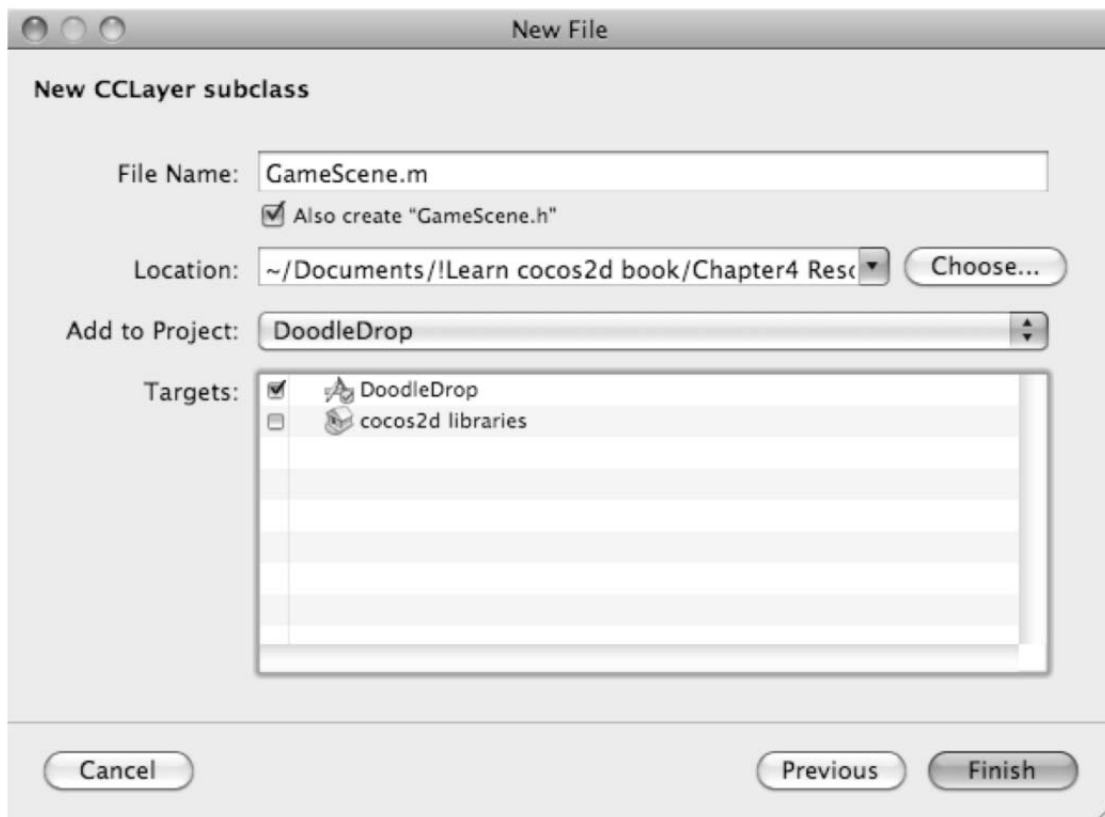 New File
New CCLayer subclass
File Name: GameScene.m
Also create "GameScene.h"
Location: ~/Documents/!Learn cocos2d book/Chapter4 Choose...
Add to Project: DoodleDrop
Targets: DoodleDrop
cocos2d libraries
Cancel Previous Finish